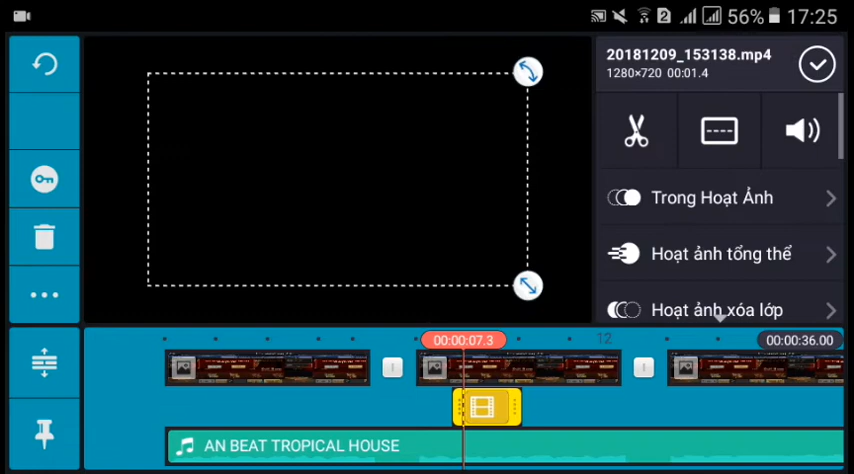 2 56% 17:25
20181209_153138.mp4
1280×720 00:01.4
Trong Hoạt Ảnh
Hoạt ảnh tổng thể
Hoạt ảnh xóa lớp
00:00:07.3 12 00:00:36.00
AN BEAT TROPICAL HOUSE